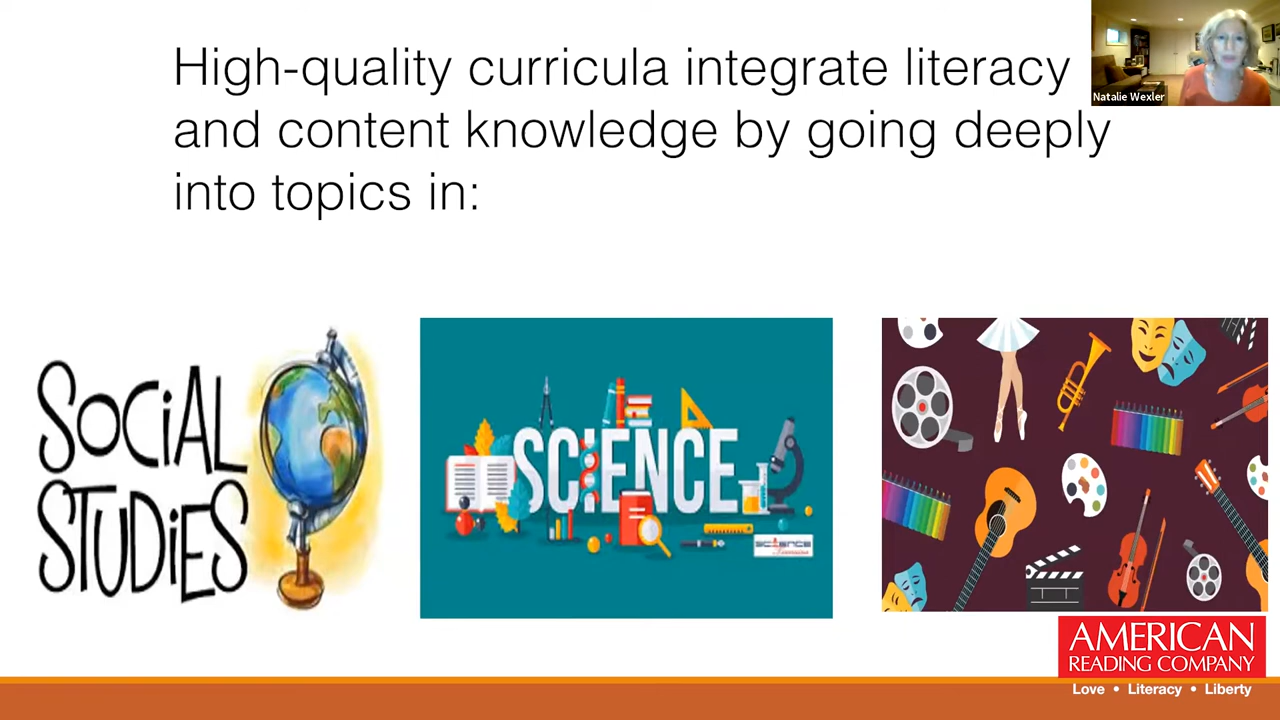 High-quality curricula integrate literacy
and content knowledge by going deeply
into topics in:
Natalie Wexler
SOCiAL
STUDiES
SCIENCE
AMERICAN
READING COMPANY
Love • Literacy • Liberty